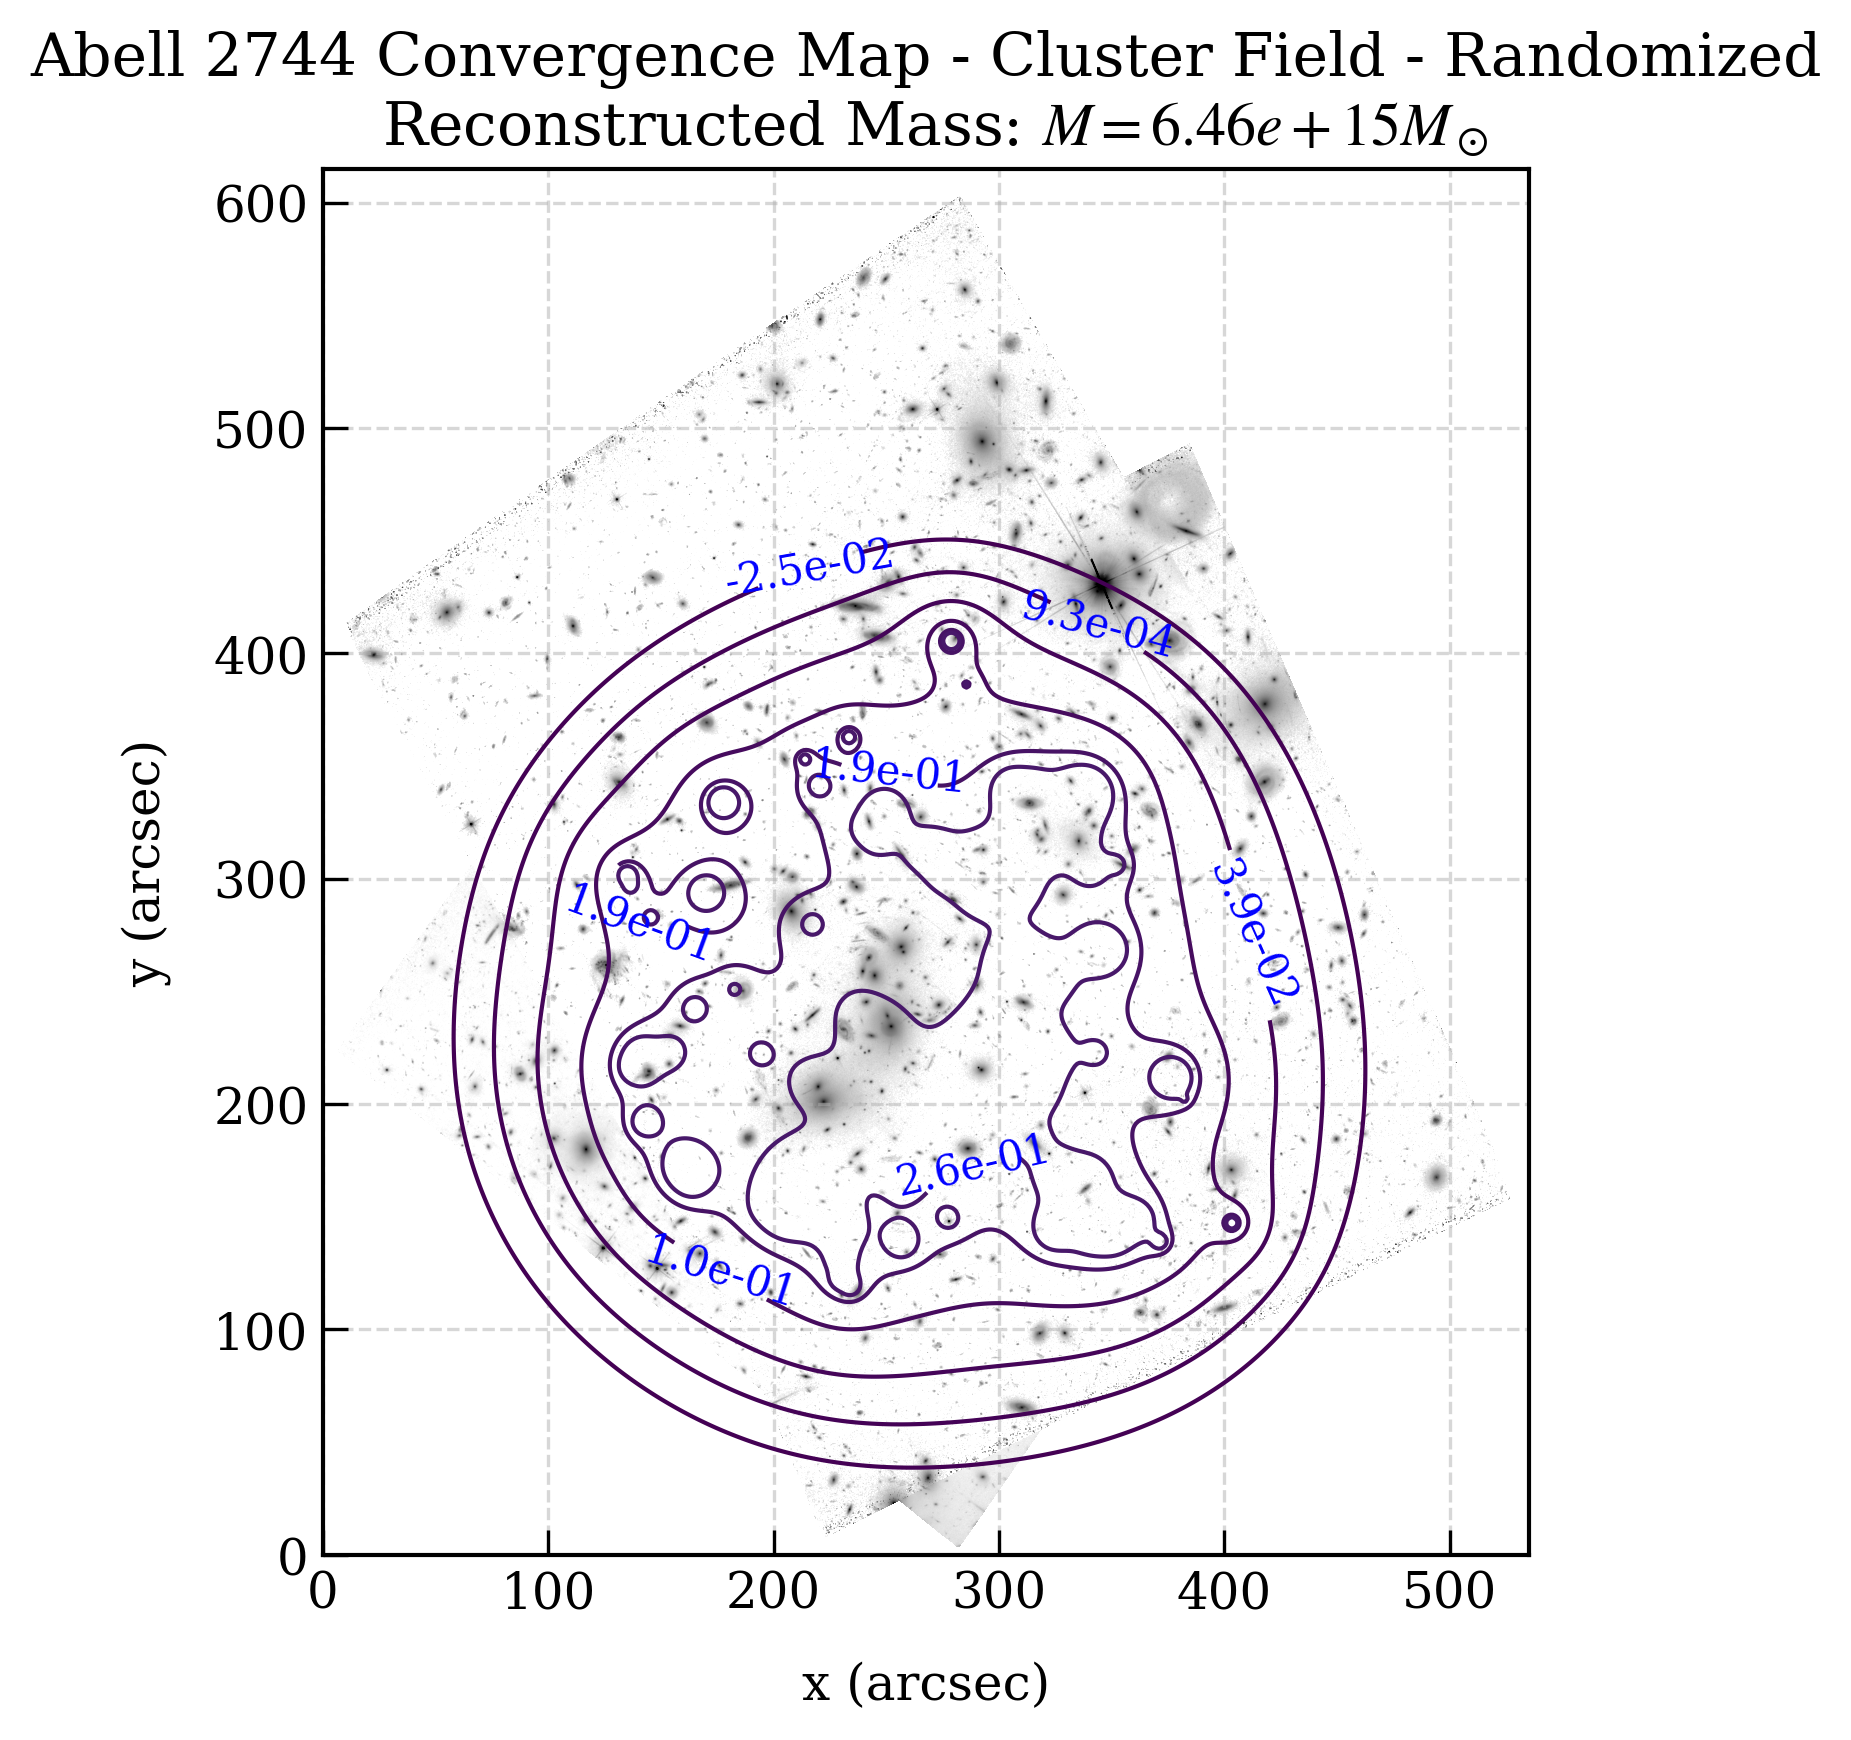 Abell 2744 Convergence Map - Cluster Field - Randomized
Reconstructed Mass: M = 6.46e + 15M⊙
600
500
400
300
200
100
0
0 100 200 300 400 500
y (arcsec)
x (arcsec)
-2.5e-02
9.3e-04
1.9e-01
1.9e-01
3.9e-02
2.6e-01
1.0e-01